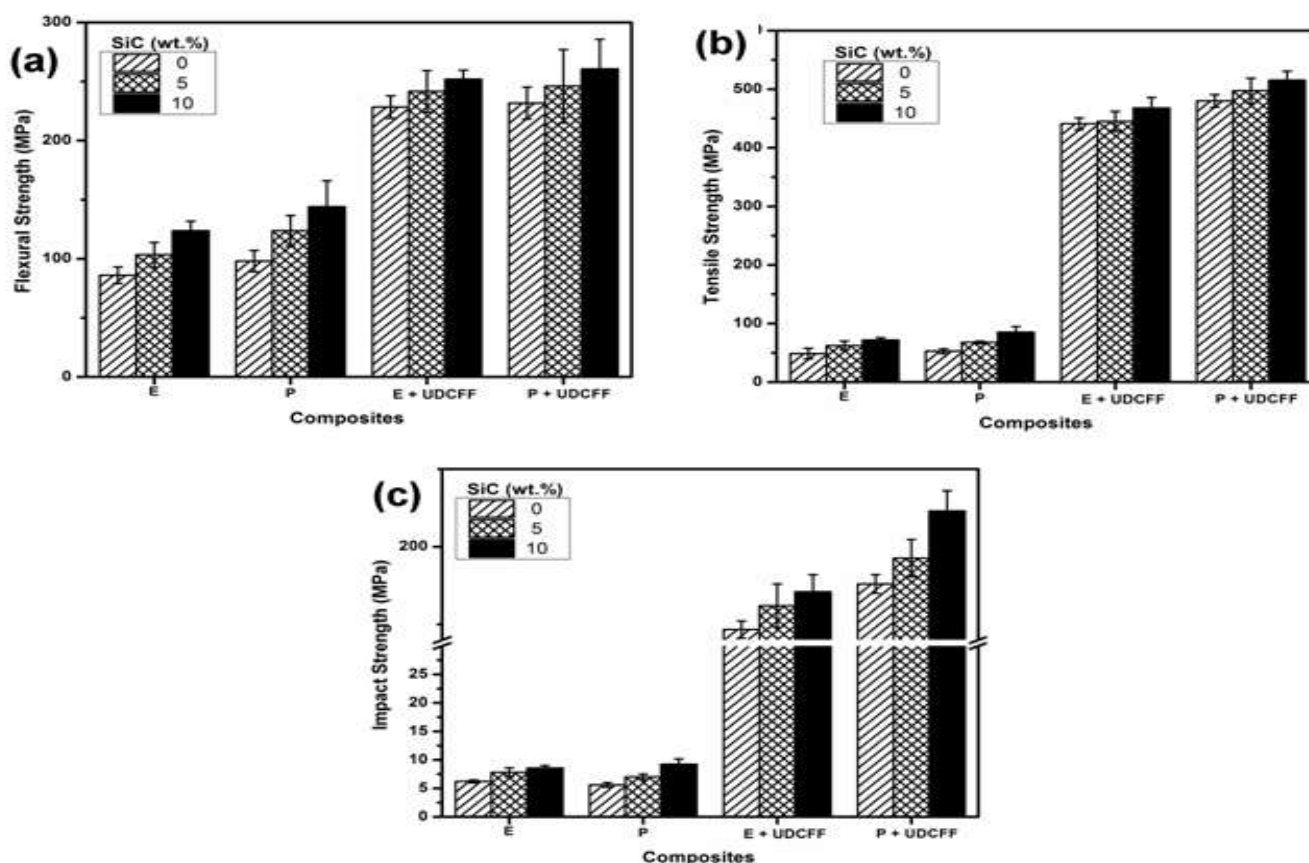 (a)
SiC (wt.%)
0
5
10
300
200
100
0
Flexural Strength (MPa)
E P E + UDCFF P + UDCFF
Composites
(b)
SiC (wt.%)
0
5
10
500
400
300
200
100
0
Tensile Strength (MPa)
E P E + UDCFF P + UDCFF
Composites
(c)
SiC (wt.%)
0
5
10
200
25
20
15
10
5
0
Impact Strength (MPa)
E P E + UDCFF P + UDCFF
Composites